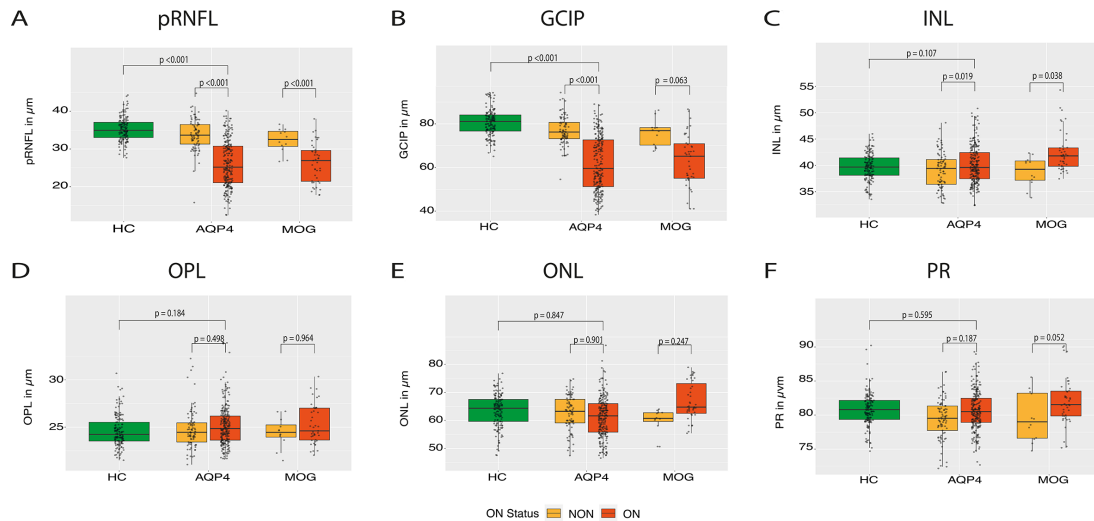 A pRNFL
p <0.001
p <0.001
p <0.001
40
30
20
pRNFL in µm
HC AQP4 MOG
B GCIP
p <0.001
p <0.001
p = 0.063
80
60
40
GCIP in µm
HC AQP4 MOG
C INL
p = 0.107
p = 0.019
p = 0.038
55
50
45
40
35
INL in µm
HC AQP4 MOG
D OPL
p = 0.184
p = 0.498
p = 0.964
30
25
OPL in µm
HC AQP4 MOG
E ONL
p = 0.847
p = 0.901
p = 0.247
80
70
60
50
ONL in µm
HC AQP4 MOG
F PR
p = 0.595
p = 0.187
p = 0.052
90
85
80
75
PR in µvm
HC AQP4 MOG
ON Status NON ON